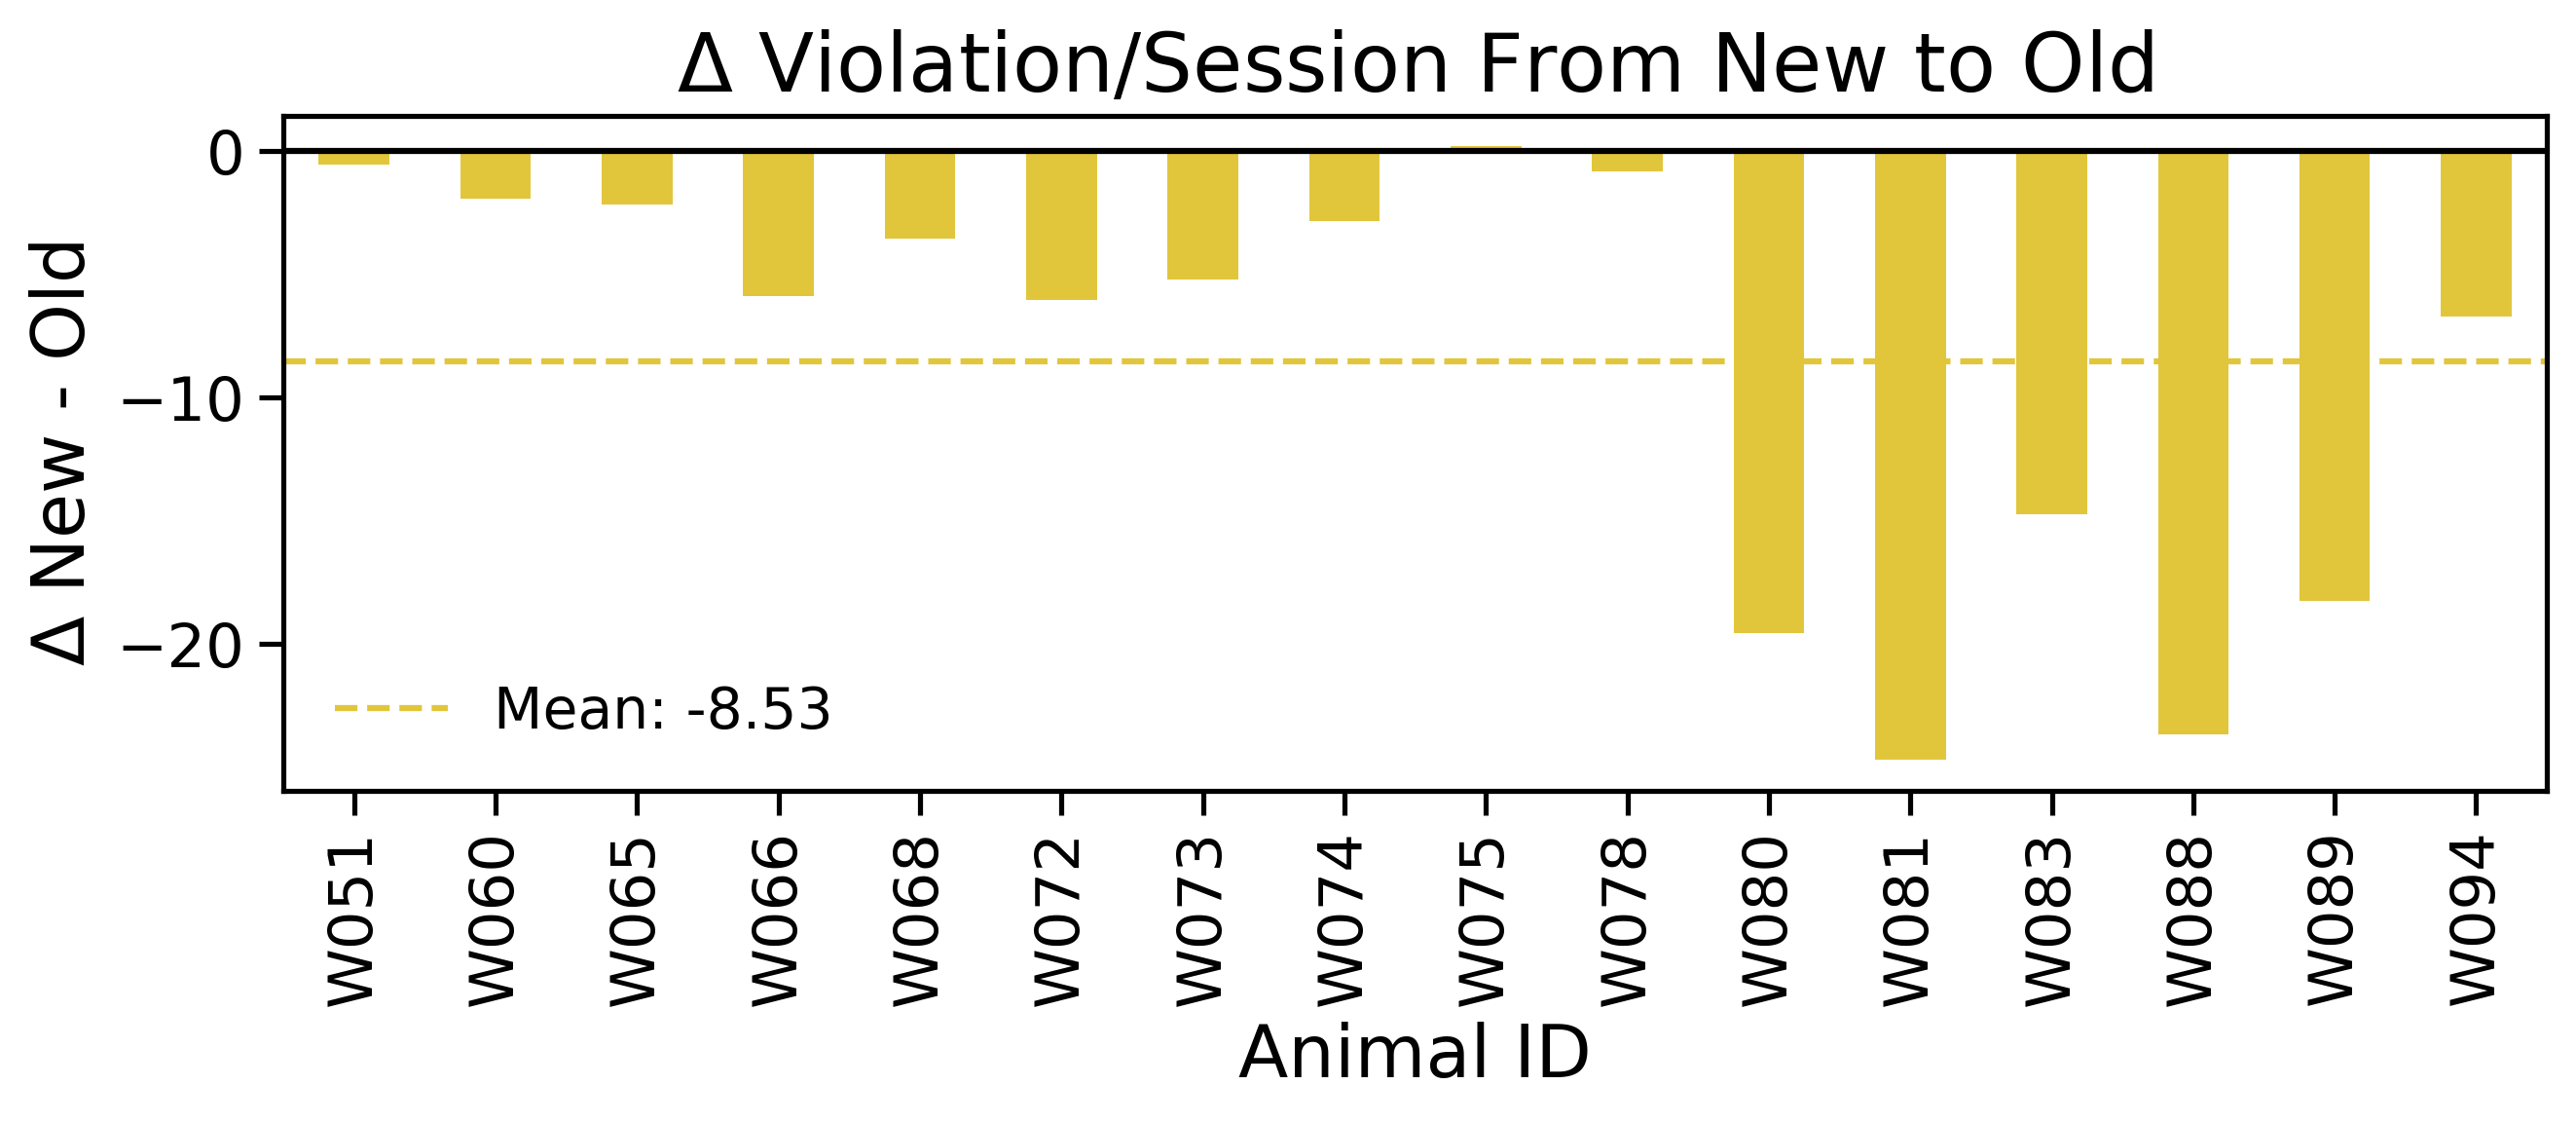 Δ Violation/Session From New to Old
Δ New - Old
0
−10
−20
Mean: -8.53
W051
W060
W065
W066
W068
W072
W073
W074
W075
W078
W080
W081
W083
W088
W089
W094
Animal ID